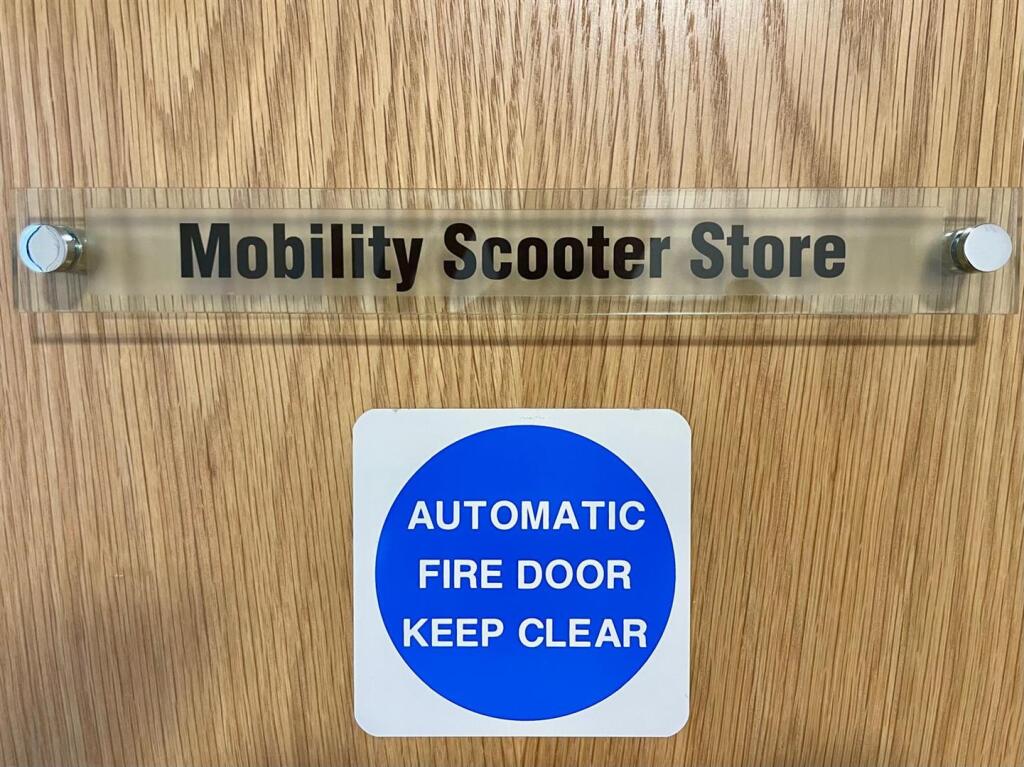 Mobility Scooter Store
AUTOMATIC
FIRE DOOR
KEEP CLEAR